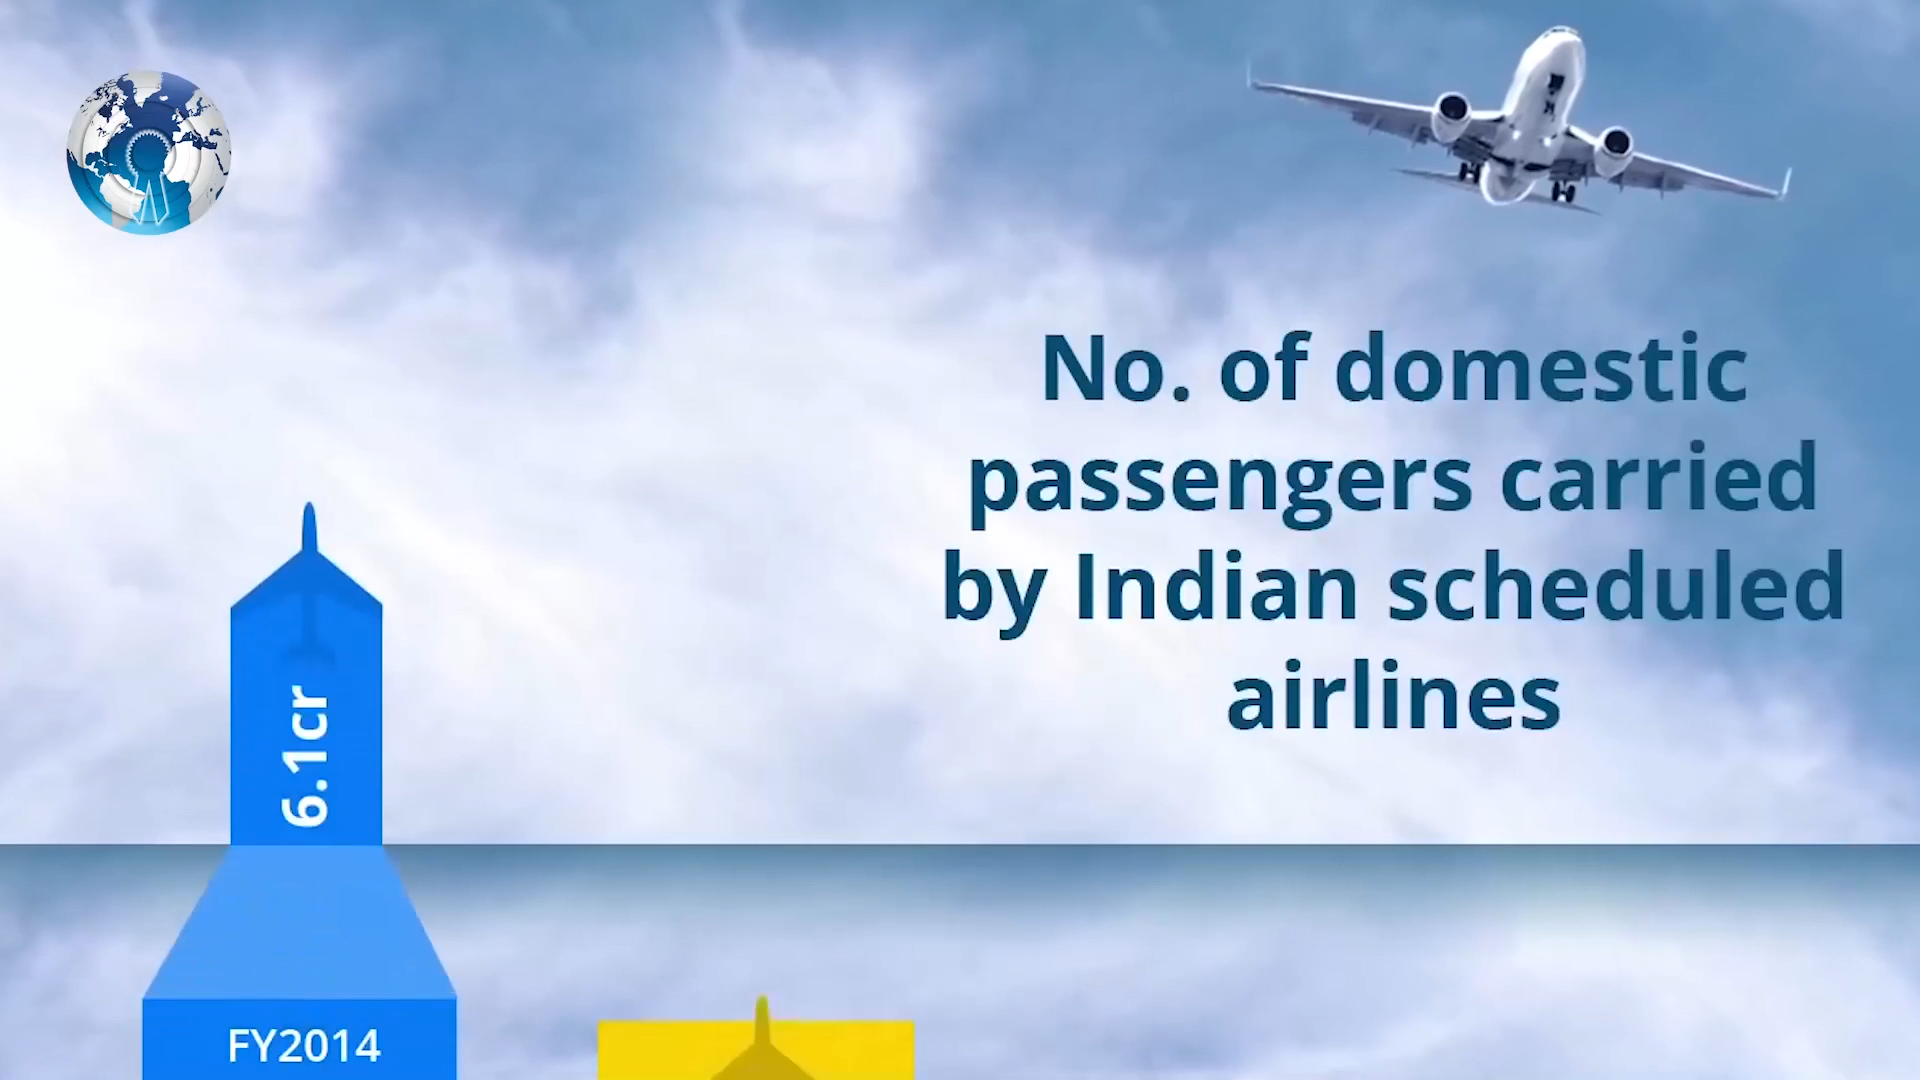 No. of domestic
passengers carried
by Indian scheduled
airlines
6.1cr
FY2014